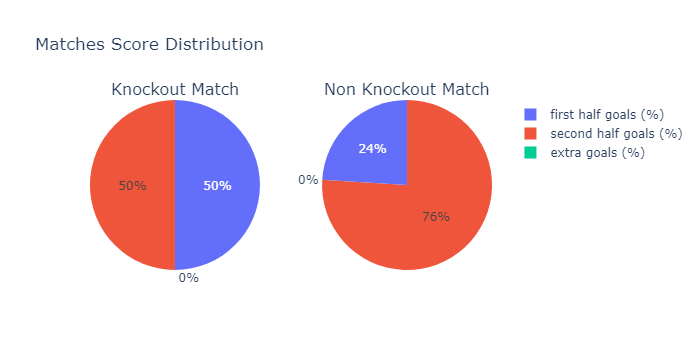 Matches Score Distribution
Knockout Match
Non Knockout Match
first half goals (%)
second half goals (%)
extra goals (%)
50%
50%
0%
24%
0%
76%